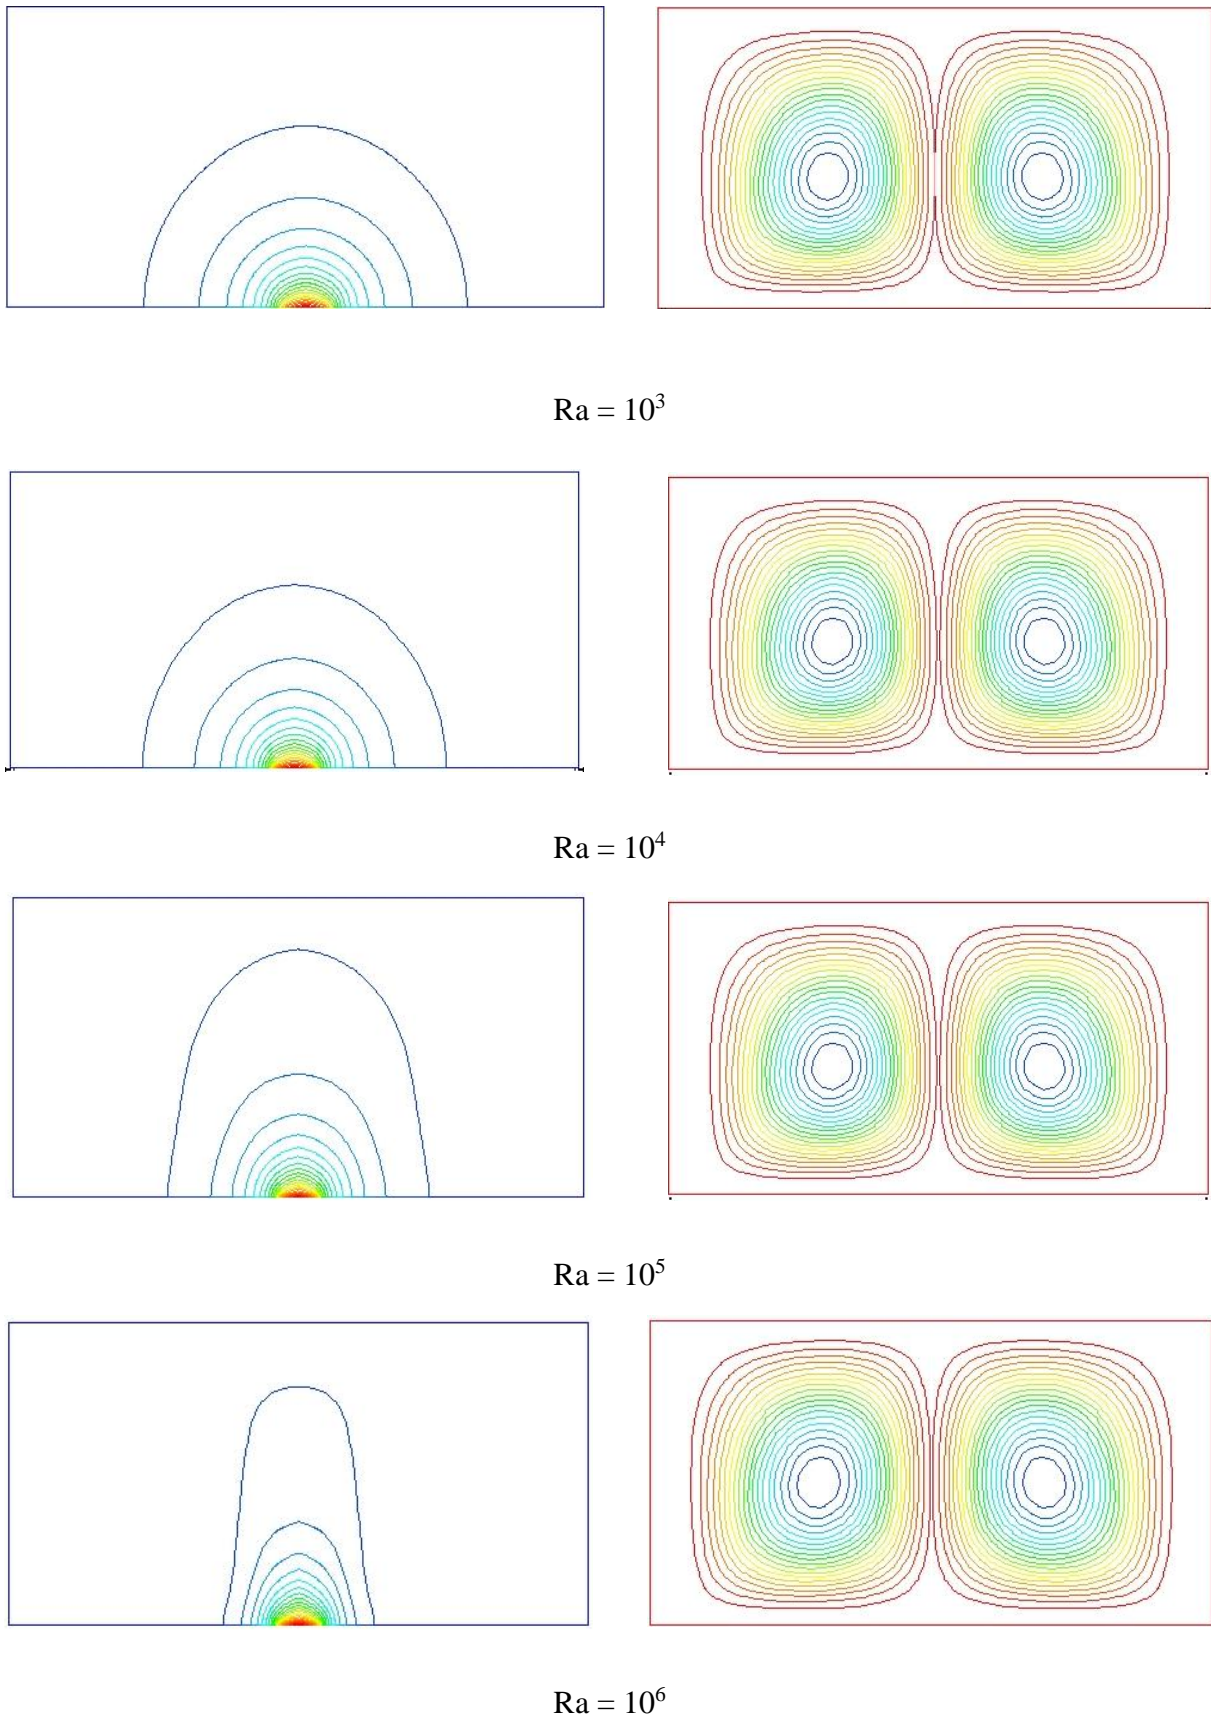 Ra = 10³
Ra = 10⁴
Ra = 10⁵
Ra = 10⁶